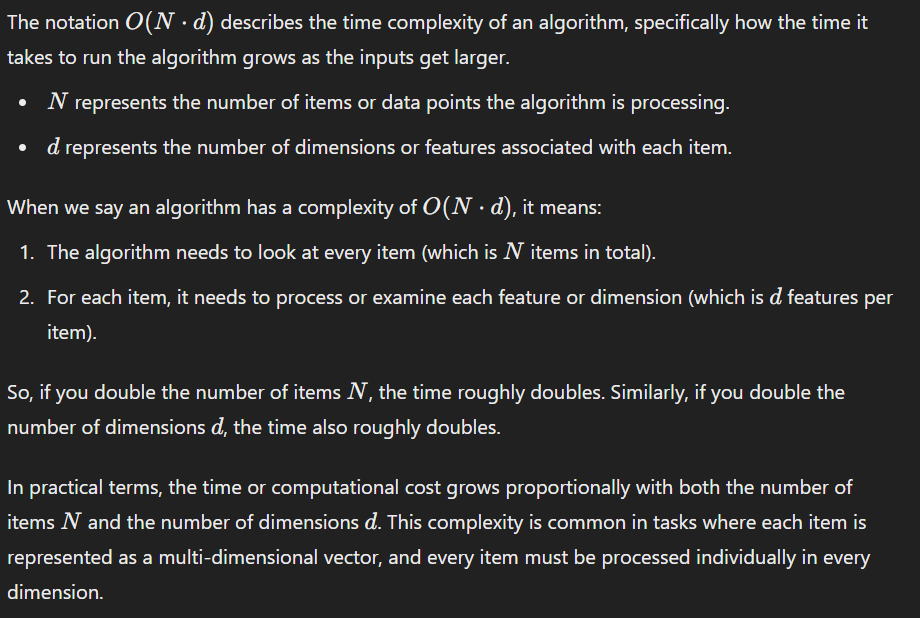 The notation O(N · d) describes the time complexity of an algorithm, specifically how the time it
takes to run the algorithm grows as the inputs get larger.
• N represents the number of items or data points the algorithm is processing.
• d represents the number of dimensions or features associated with each item.
When we say an algorithm has a complexity of O(N · d), it means:
1. The algorithm needs to look at every item (which is N items in total).
2. For each item, it needs to process or examine each feature or dimension (which is d features per
item).
So, if you double the number of items N, the time roughly doubles. Similarly, if you double the
number of dimensions d, the time also roughly doubles.
In practical terms, the time or computational cost grows proportionally with both the number of
items N and the number of dimensions d. This complexity is common in tasks where each item is
represented as a multi-dimensional vector, and every item must be processed individually in every
dimension.